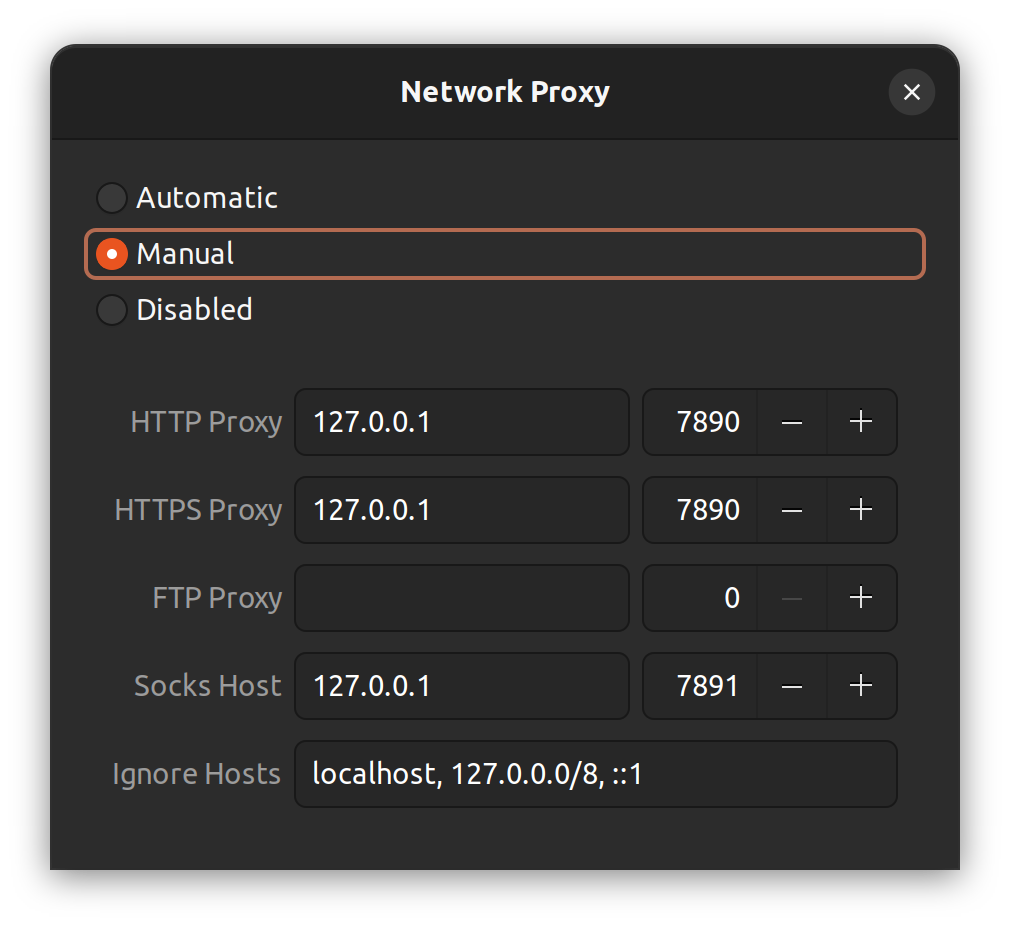 Network Proxy
Automatic
Manual
Disabled
HTTP Proxy 127.0.0.1 7890
HTTPS Proxy 127.0.0.1 7890
FTP Proxy 0
Socks Host 127.0.0.1 7891
Ignore Hosts localhost, 127.0.0.0/8, ::1